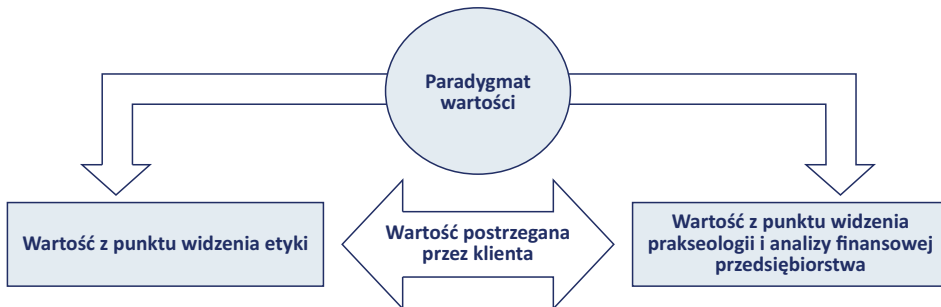 Paradygmat
wartości
Wartość z punktu widzenia etyki
Wartość postrzegana
przez klienta
Wartość z punktu widzenia
prakseologii i analizy finansowej
przedsiębiorstwa